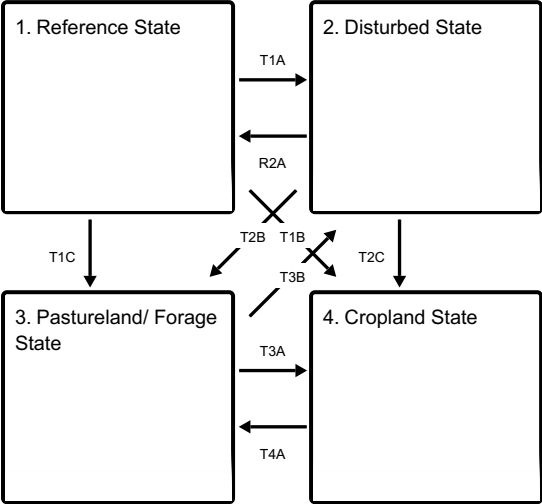 1. Reference State
2. Disturbed State
T1A
R2A
T2B
T1B
T1C
T2C
T3B
3. Pastureland/ Forage
State
4. Cropland State
T3A
T4A